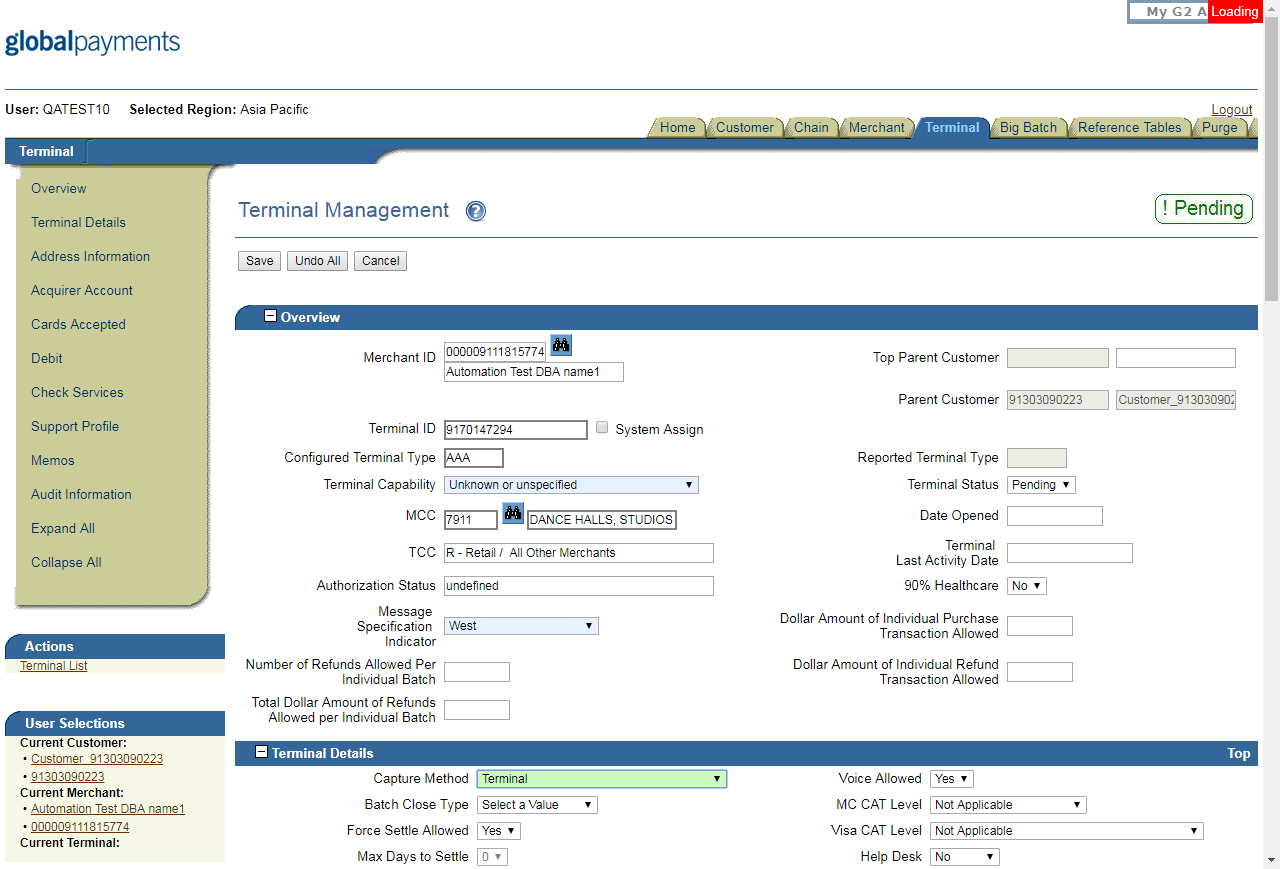 My G2 A
Loading
globalpayments
User: QATEST10 Selected Region: Asia Pacific
Logout
Home Customer Chain Merchant Terminal Big Batch Reference Tables Purge
Terminal
Overview
Terminal Details
Address Information
Acquirer Account
Cards Accepted
Debit
Check Services
Support Profile
Memos
Audit Information
Expand All
Collapse All
Actions
Terminal List
User Selections
Current Customer:
• Customer_91303090223
• 91303090223
Current Merchant:
• Automation Test DBA name1
• 000009111815774
Current Terminal:
Terminal Management ?
! Pending
Save Undo All Cancel
Overview
Merchant ID 000009111815774
Automation Test DBA name1
Top Parent Customer
Parent Customer 91303090223 Customer_913030902
Terminal ID 9170147294 System Assign
Configured Terminal Type AAA
Reported Terminal Type
Terminal Capability Unknown or unspecified
Terminal Status Pending
MCC 7911 DANCE HALLS, STUDIOS
Date Opened
TCC R - Retail / All Other Merchants
Terminal
Last Activity Date
Authorization Status undefined
90% Healthcare No
Message
Specification
Indicator
West
Dollar Amount of Individual Purchase
Transaction Allowed
Number of Refunds Allowed Per
Individual Batch
Dollar Amount of Individual Refund
Transaction Allowed
Total Dollar Amount of Refunds
Allowed per Individual Batch
Terminal Details Top
Capture Method Terminal
Voice Allowed Yes
Batch Close Type Select a Value
MC CAT Level Not Applicable
Force Settle Allowed Yes
Visa CAT Level Not Applicable
Max Days to Settle 0
Help Desk No